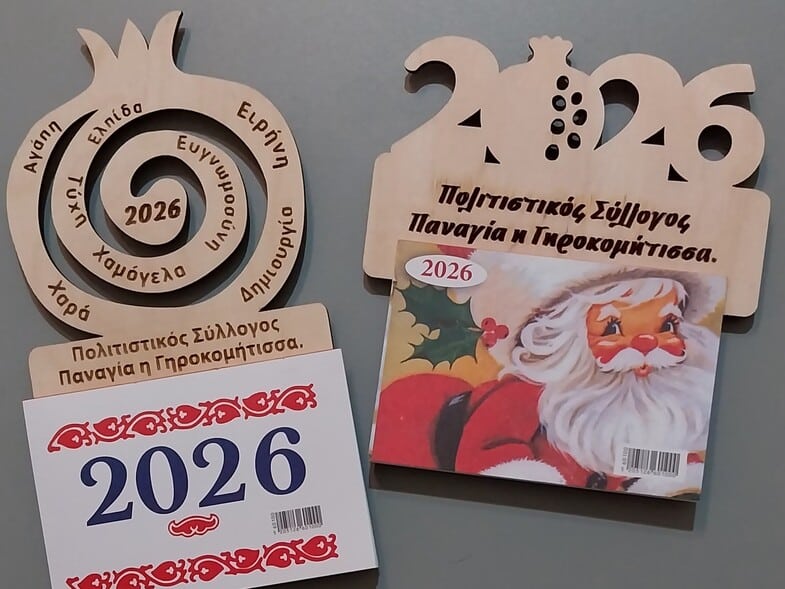 Αγάπη
Ελπίδα
Ειρήνη
Ευγνωμοσύνη
Τύχη
2026
Χαμόγελα
Δημιουργία
Χαρά
Πολιτιστικός Σύλλογος
Παναγία η Γηροκομήτισσα.
2026
2026
Πολιτιστικός Σύλλογος
Παναγία η Γηροκομήτισσα.
2026